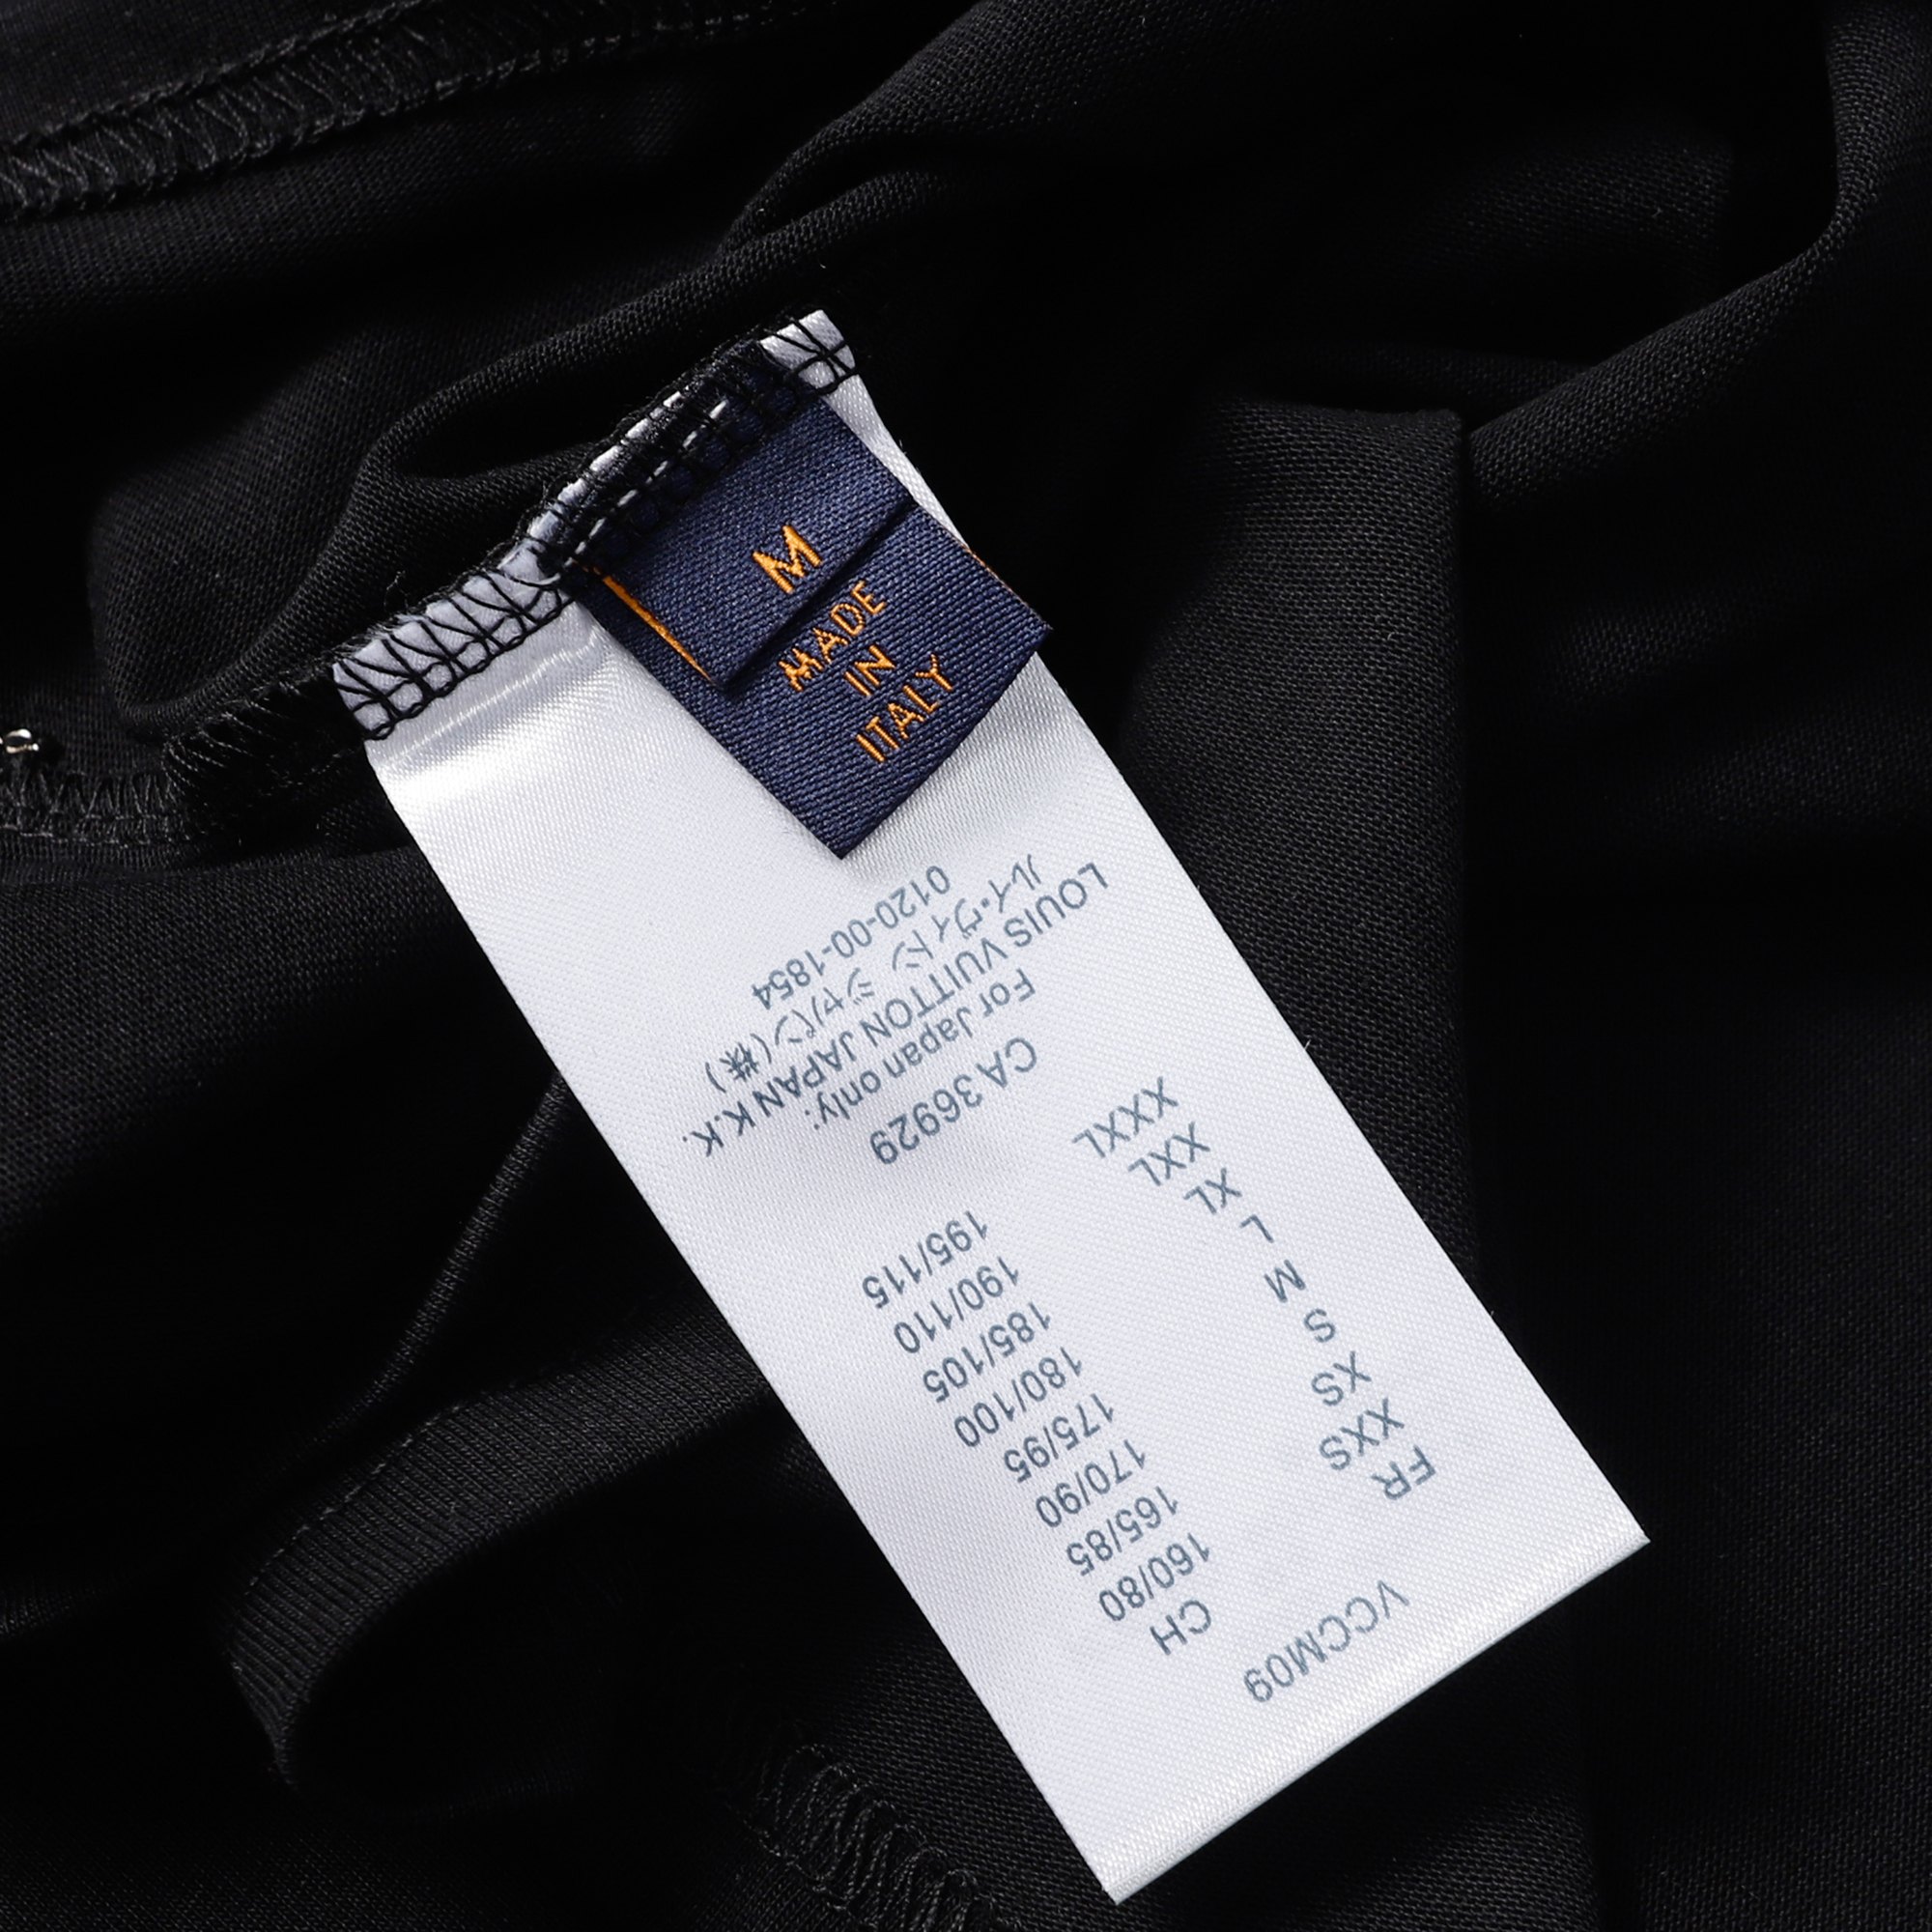 M
MADE
IN
ITALY
VCCM09
FR CH
XXS 160/80
XS 165/85
S 170/90
M 175/95
L 180/100
XL 185/105
XXL 190/110
XXXL 195/115
CA 36929
For Japan only:
LOUIS VUITTON JAPAN K.K.
ルイ・ヴィトン ジャパン(株)
0120-00-1854